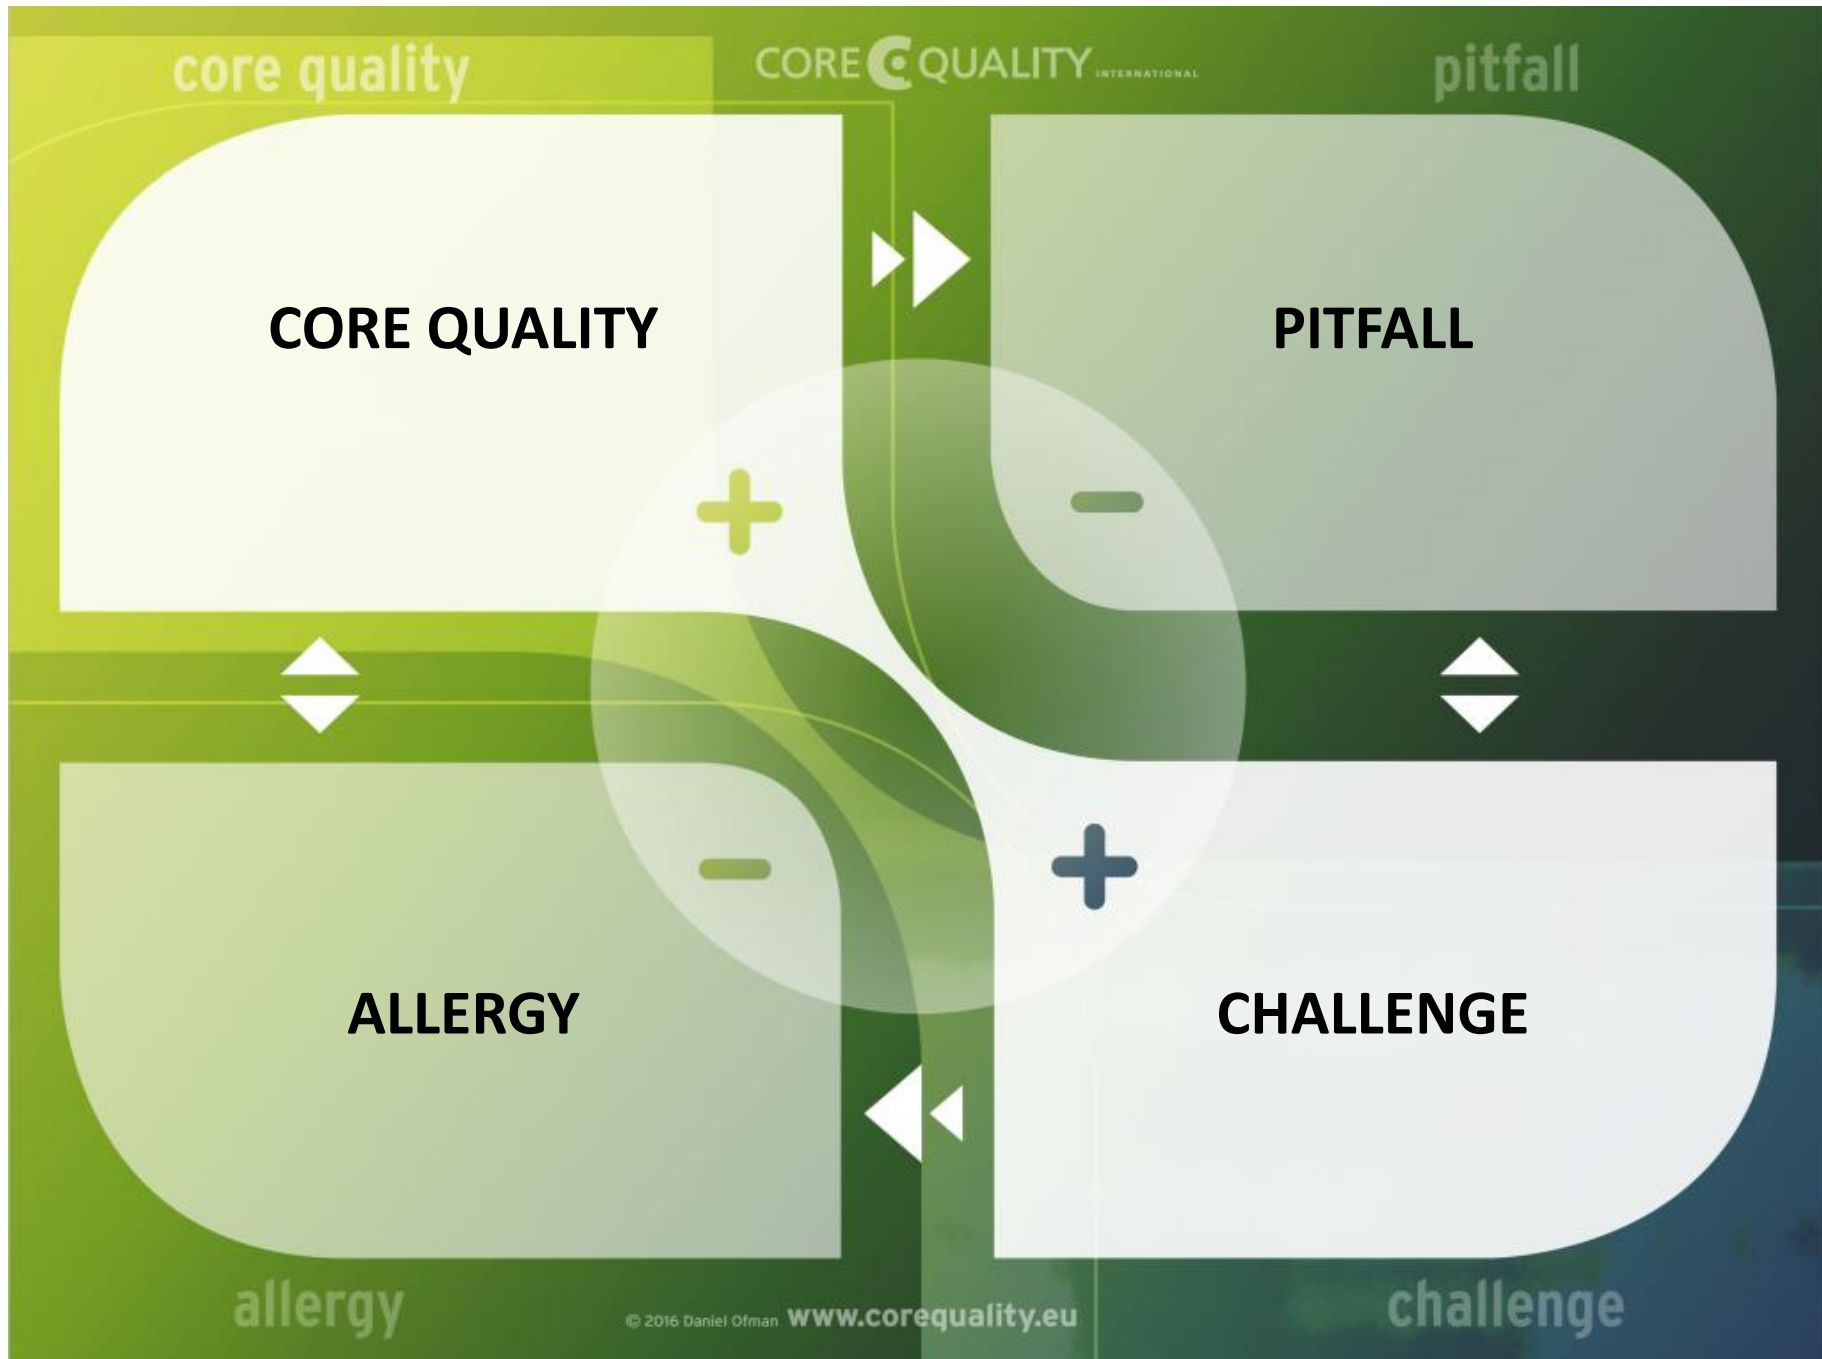 core quality
CORE QUALITY INTERNATIONAL
pitfall
CORE QUALITY
PITFALL
ALLERGY
CHALLENGE
allergy
© 2016 Daniel Ofman www.corequality.eu
challenge